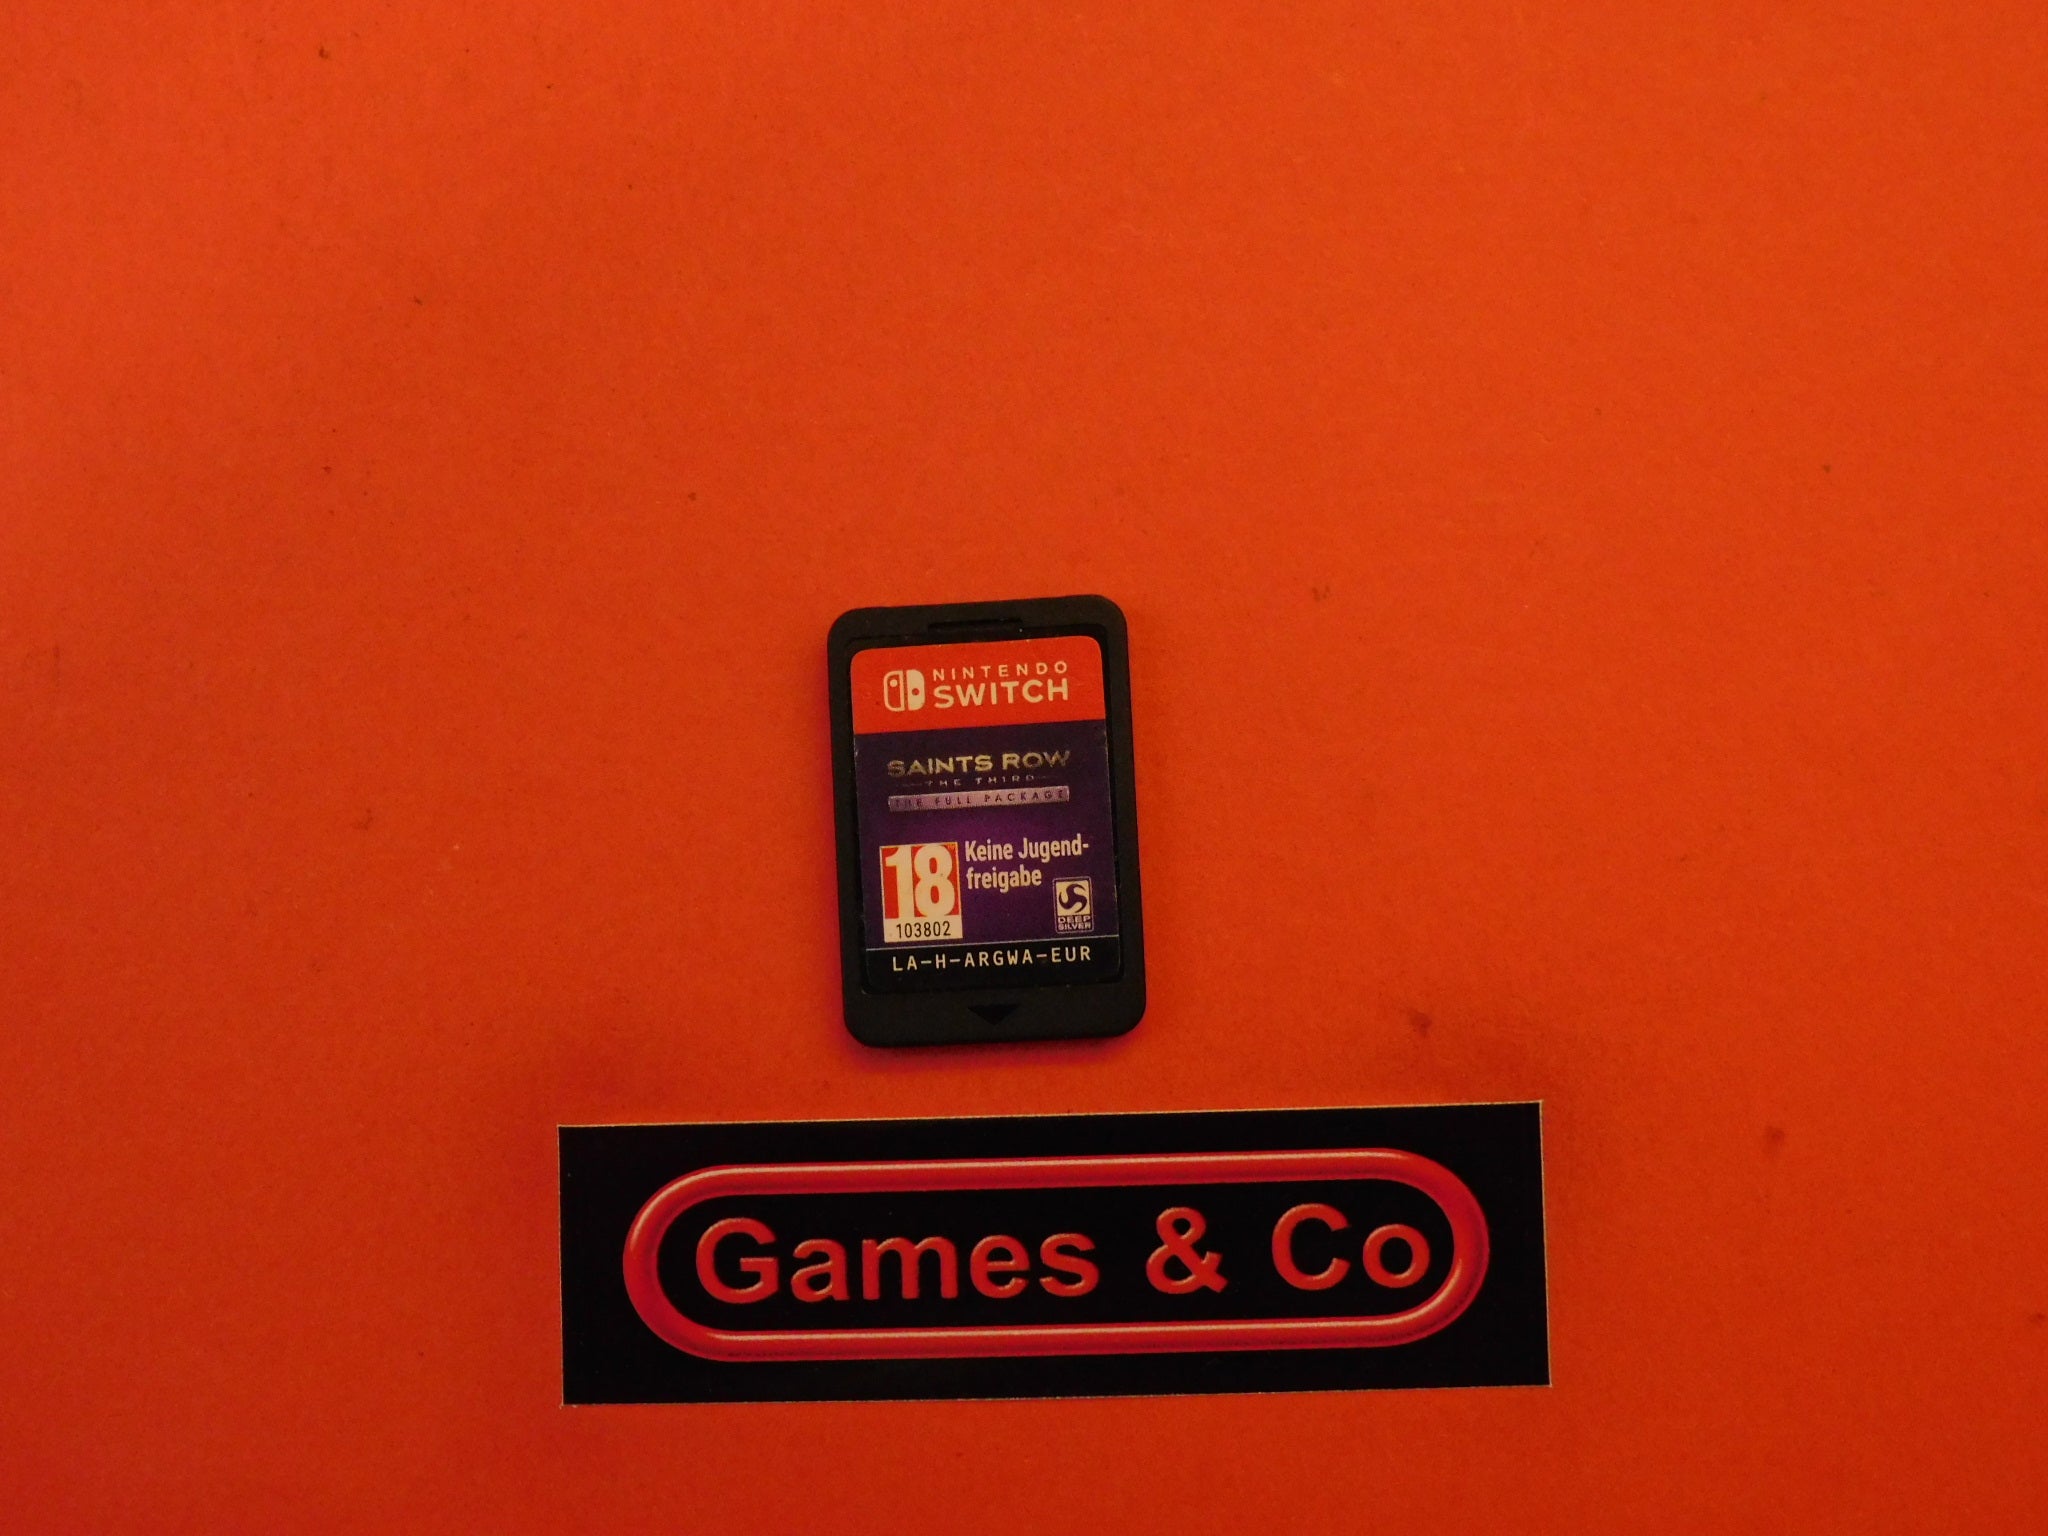 NINTENDO
SWITCH
SAINTS ROW
THE THIRD
THE FULL PACKAGE
18
Keine Jugend-
freigabe
103802
DEEP
SILVER
LA-H-ARGWA-EUR
Games & Co